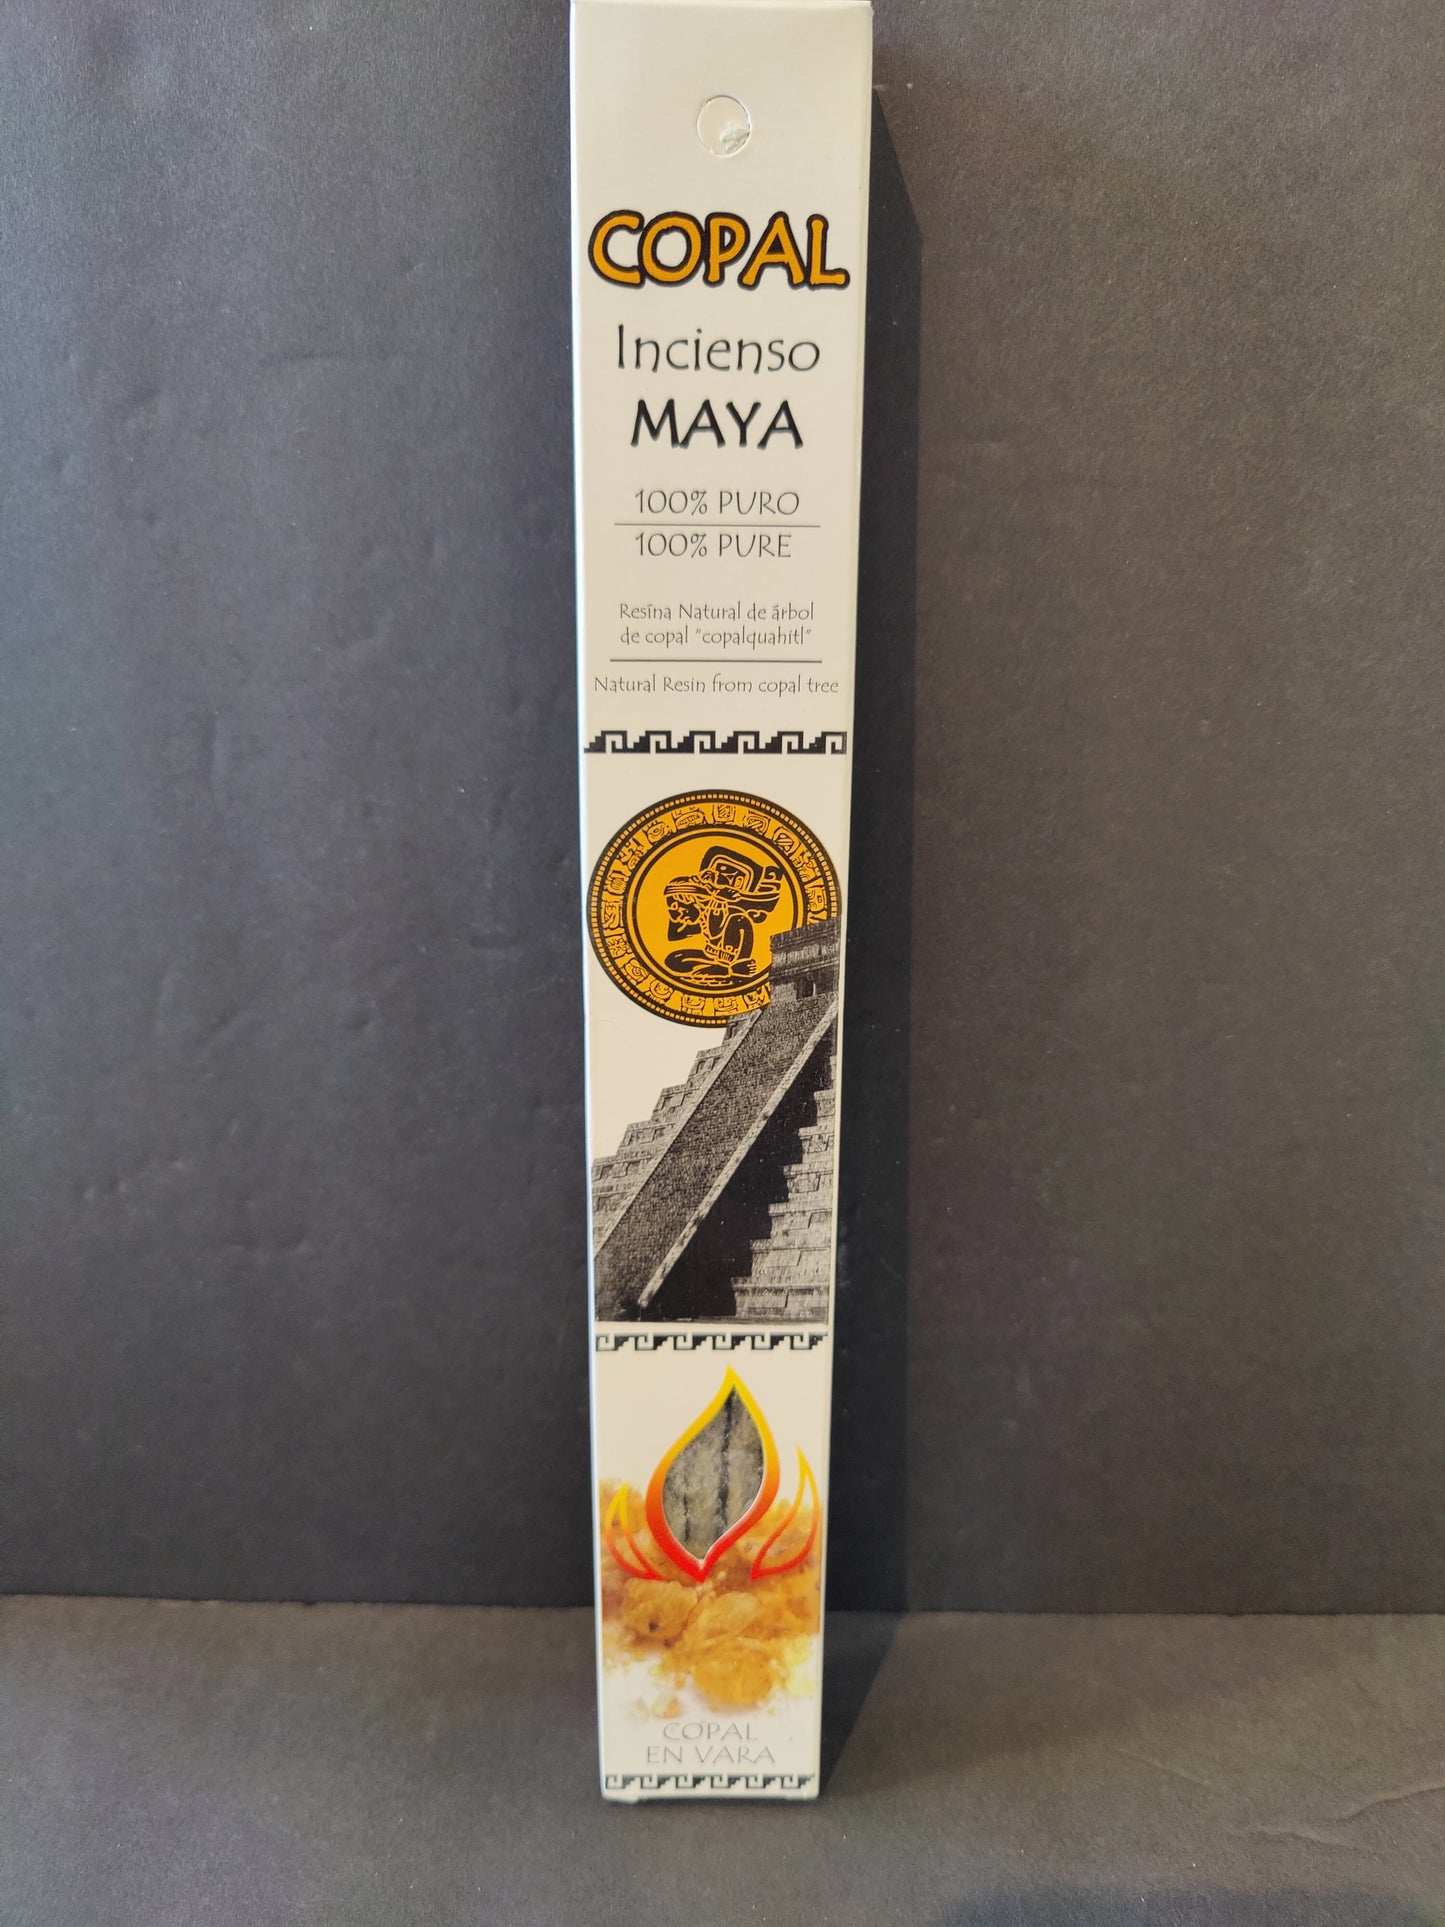 COPAL
Incienso
MAYA
100% PURO
100% PURE
Resína Natural de árbol
de copal "copalquahitl"
Natural Resin from copal tree
COPAL
EN VARA